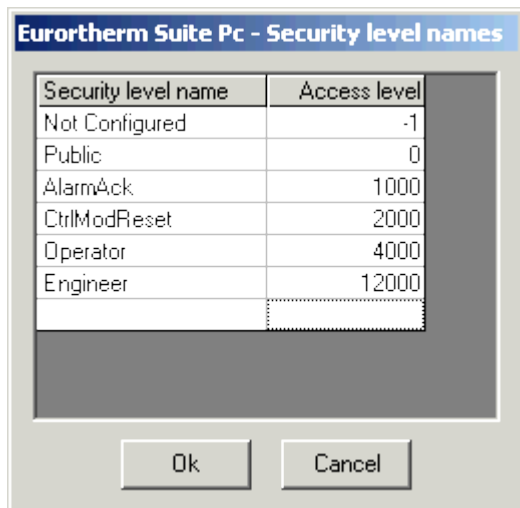 Eurortherm Suite Pc - Security level names
Security level name Access level
Not Configured -1
Public 0
AlarmAck 1000
CtrlModReset 2000
Operator 4000
Engineer 12000
Ok Cancel